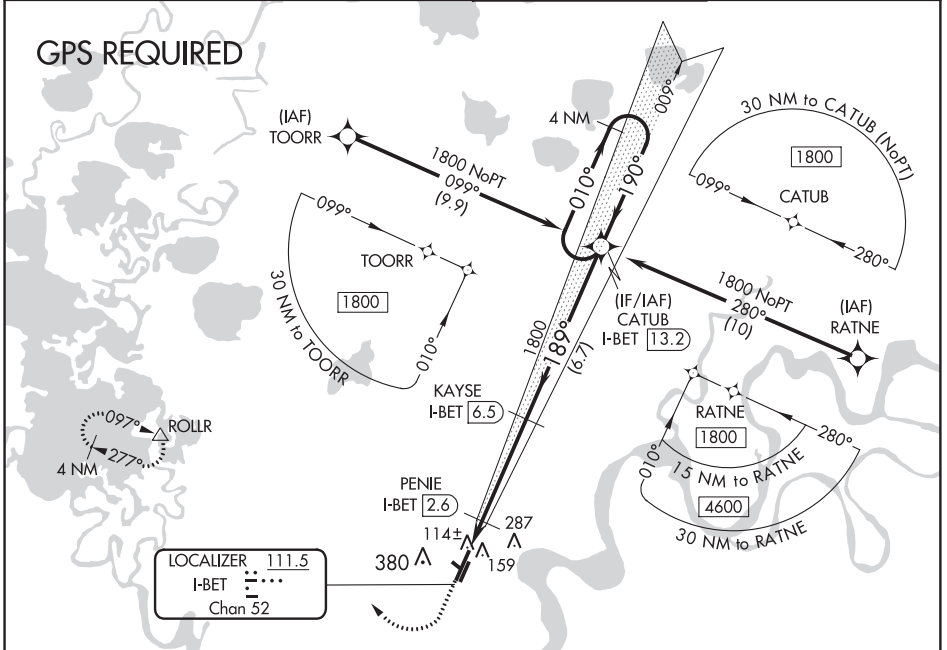 GPS REQUIRED
(IAF)
TOORR
1800 NoPT
099°
(9.9)
4 NM
010°
190°
009°
30 NM to CATUB (NoPT)
1800
099°
CATUB
280°
099°
TOORR
1800
010°
30 NM to TOORR
(IF/IAF)
CATUB
I-BET 13.2
1800 NoPT
280°
(10)
(IAF)
RATNE
1800
189°
(6.7)
KAYSE
I-BET 6.5
RATNE
1800
280°
010°
15 NM to RATNE
4600
30 NM to RATNE
097°
ROLLR
277°
4 NM
PENIE
I-BET 2.6
114±
287
380
159
LOCALIZER 111.5
I-BET
Chan 52